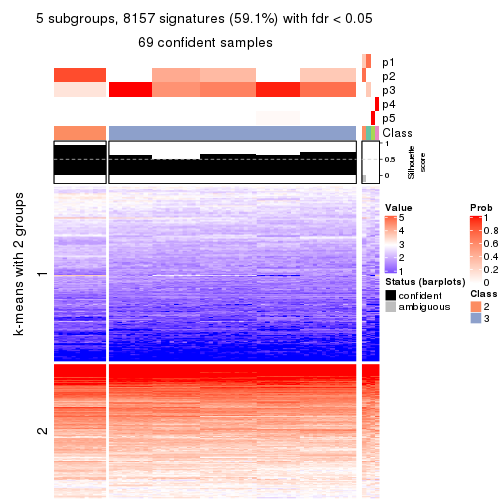 5 subgroups, 8157 signatures (59.1%) with fdr < 0.05
69 confident samples
p1
p2
p3
p4
p5
Class
1
0.5
0
Silhouette
score
k-means with 2 groups
1
2
Value
5
4
3
2
1
Prob
1
0.8
0.6
0.4
0.2
0
Status (barplots)
confident
ambiguous
Class
2
3